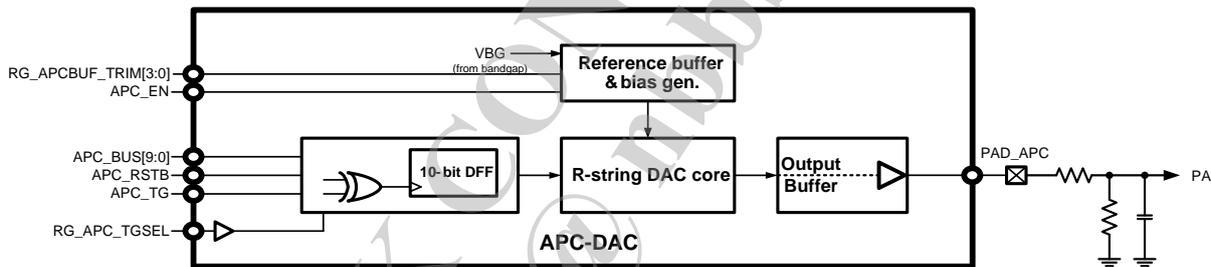 VBG
(from bandgap)
Reference buffer
& bias gen.
RG_APCBUF_TRIM[3:0]
APC_EN
APC_BUS[9:0]
APC_RSTB
APC_TG
RG_APC_TGSEL
10-bit DFF
R-string DAC core
Output
Buffer
PAD_APC
PA
APC-DAC